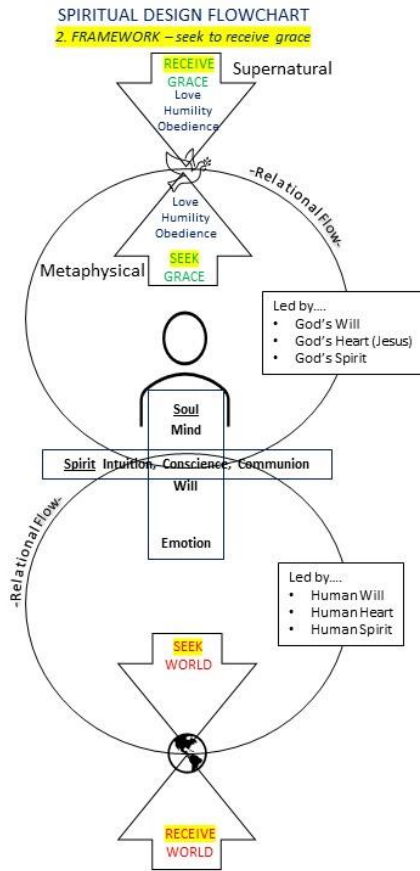 SPIRITUAL DESIGN FLOWCHART
2. FRAMEWORK – seek to receive grace
RECEIVE
GRACE
Supernatural
Love
Humility
Obedience
-Relational Flow-
Love
Humility
Obedience
SEEK
GRACE
Metaphysical
Led by....
• God's Will
• God's Heart (Jesus)
• God's Spirit
Soul
Mind
Spirit Intuition, Conscience, Communion
Will
Emotion
-Relational Flow-
Led by....
• Human Will
• Human Heart
• Human Spirit
SEEK
WORLD
RECEIVE
WORLD